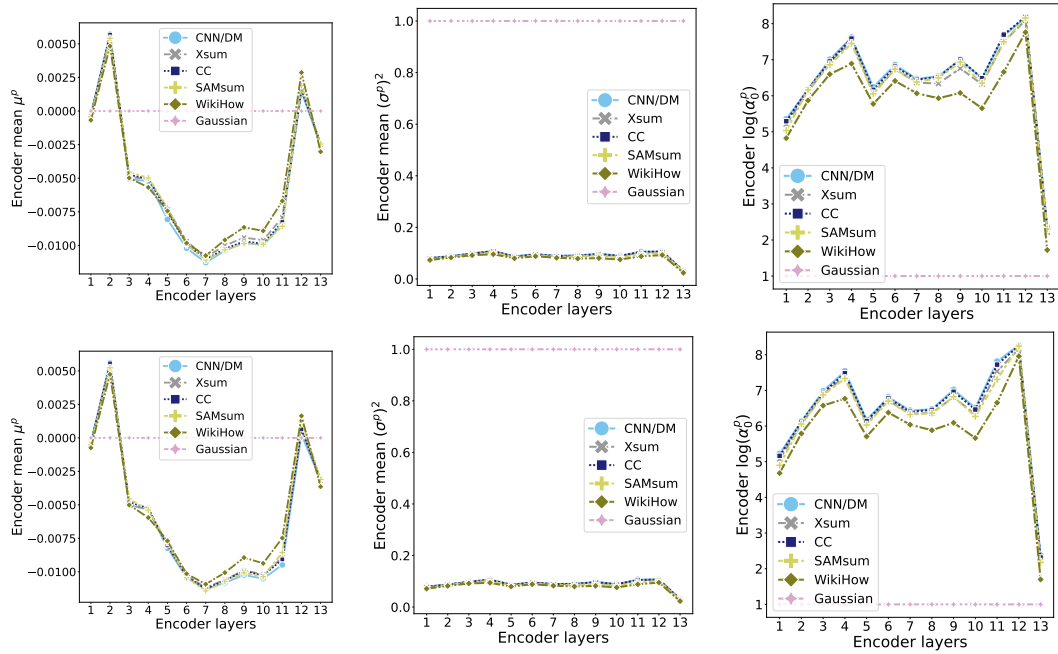 Encoder mean μᵖ
0.0050
0.0025
0.0000
−0.0025
−0.0050
−0.0075
−0.0100
1 2 3 4 5 6 7 8 9 10 11 12 13
Encoder layers
CNN/DM
Xsum
CC
SAMsum
WikiHow
Gaussian
Encoder mean (σᵖ)²
1.0
0.8
0.6
0.4
0.2
0.0
1 2 3 4 5 6 7 8 9 10 11 12 13
Encoder layers
CNN/DM
Xsum
CC
SAMsum
WikiHow
Gaussian
Encoder log(α₀ᵖ)
8
7
6
5
4
3
2
1
1 2 3 4 5 6 7 8 9 10 11 12 13
Encoder layers
CNN/DM
Xsum
CC
SAMsum
WikiHow
Gaussian
Encoder mean μᵖ
0.0050
0.0025
0.0000
−0.0025
−0.0050
−0.0075
−0.0100
1 2 3 4 5 6 7 8 9 10 11 12 13
Encoder layers
CNN/DM
Xsum
CC
SAMsum
WikiHow
Gaussian
Encoder mean (σᵖ)²
1.0
0.8
0.6
0.4
0.2
0.0
1 2 3 4 5 6 7 8 9 10 11 12 13
Encoder layers
CNN/DM
Xsum
CC
SAMsum
WikiHow
Gaussian
Encoder log(α₀ᵖ)
8
7
6
5
4
3
2
1
1 2 3 4 5 6 7 8 9 10 11 12 13
Encoder layers
CNN/DM
Xsum
CC
SAMsum
WikiHow
Gaussian